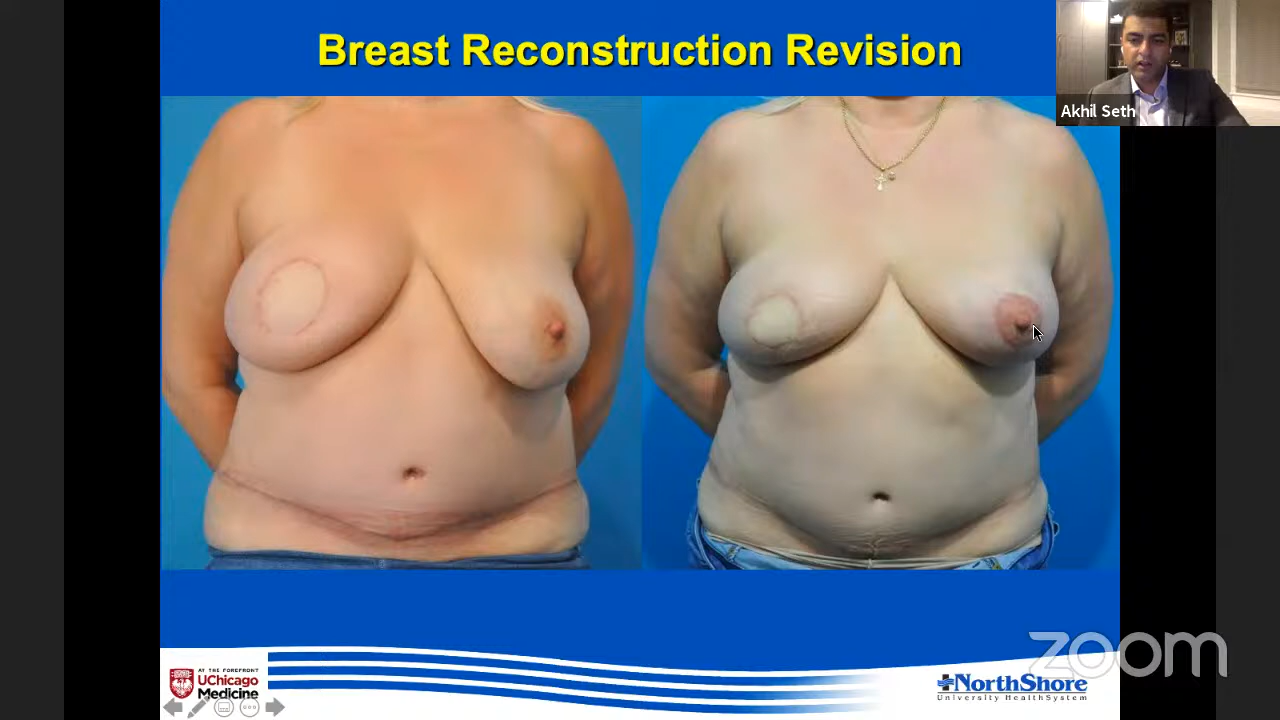 Breast Reconstruction Revision
Akhil Seth
zoom
AT THE FOREFRONT
UChicago
Medicine
NorthShore
University HealthSystem